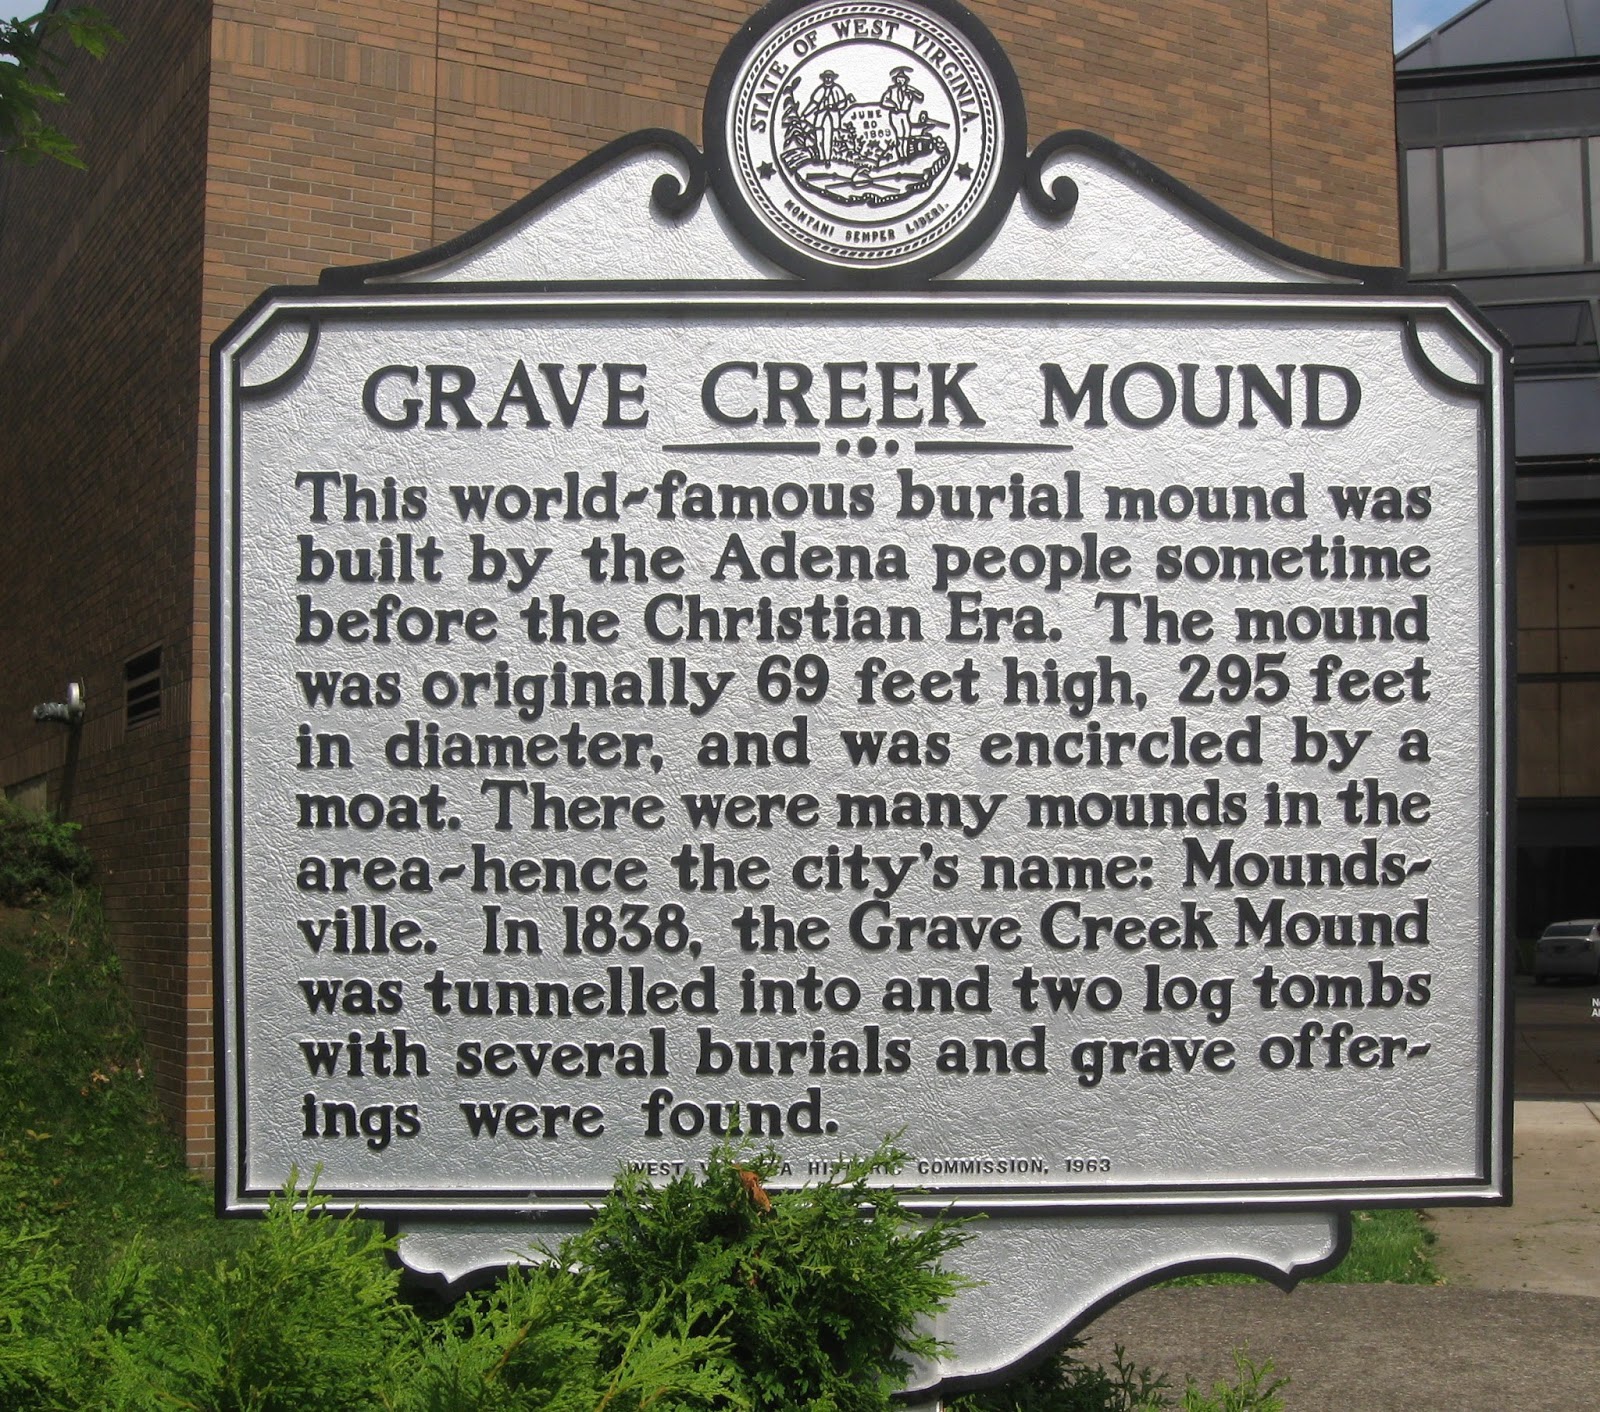 STATE OF WEST VIRGINIA.
JUNE
20
1863
MONTANI SEMPER LIBERI.
GRAVE CREEK MOUND
This world-famous burial mound was
built by the Adena people sometime
before the Christian Era. The mound
was originally 69 feet high, 295 feet
in diameter, and was encircled by a
moat. There were many mounds in the
area-hence the city's name: Mounds-
ville. In 1838, the Grave Creek Mound
was tunnelled into and two log tombs
with several burials and grave offer-
ings were found.
WEST COMMISSION, 1963